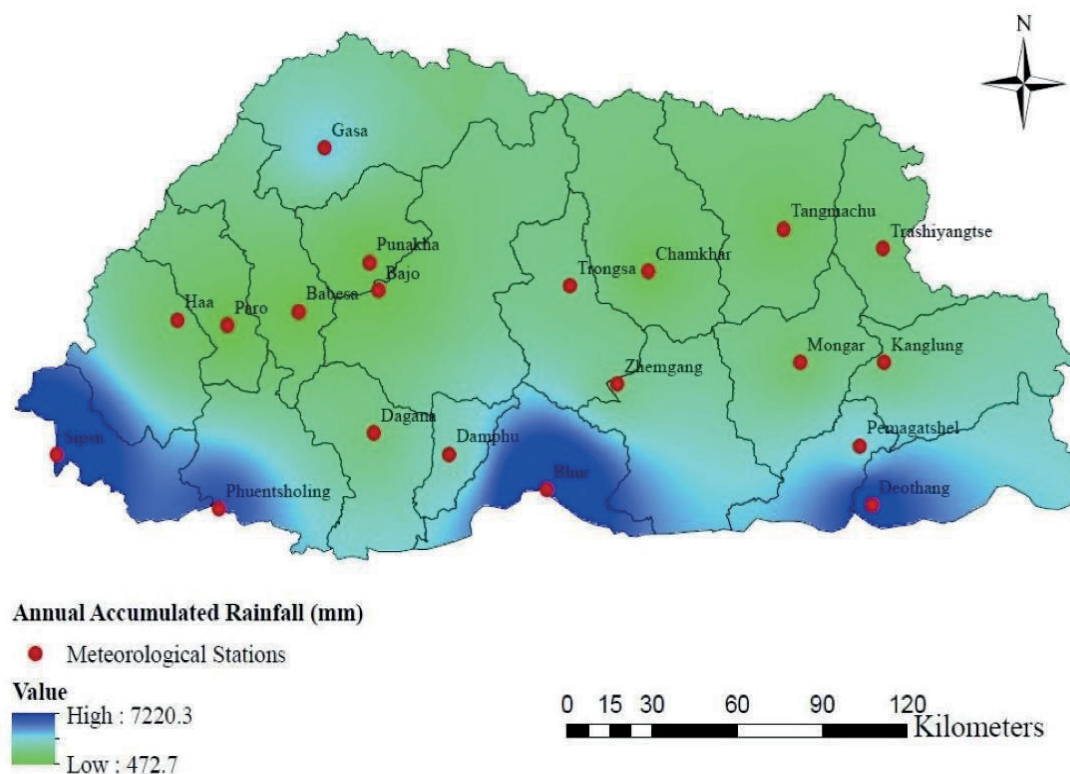 N
Gasa
Tangmachu
Punakha
Trashiyangtse
Bajo
Chamkhar
Trongsa
Haa
Paro
Babesa
Mongar
Kanglung
Zhemgang
Dagana
Damphu
Pemagatshel
Sipsu
Bhur
Phuentsholing
Deothang
Annual Accumulated Rainfall (mm)
Meteorological Stations
Value
High : 7220.3
Low : 472.7
0 15 30 60 90 120
Kilometers